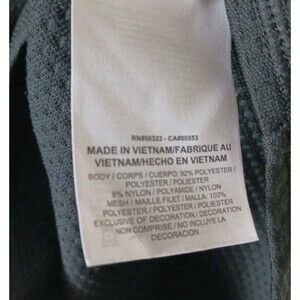 RN#56323 - CA#05553
MADE IN VIETNAM/FABRIQUE AU
VIETNAM/HECHO EN VIETNAM
BODY / CORPS / CUERPO: 92% POLYESTER /
POLYESTER / POLIESTER
8% NYLON / POLYAMIDE / NYLON
MESH / MAILLE FILET / MALLA: 100%
POLYESTER / POLYESTER / POLIESTER
EXCLUSIVE OF DECORATION / DECORATION
NON COMPRISE / NO INCLUYE LA
DECORACION